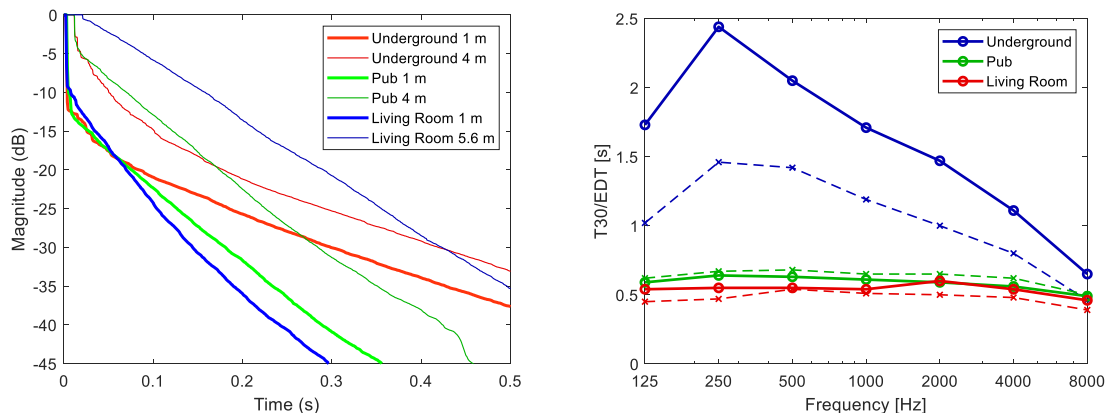 0
-5
-10
-15
-20
-25
-30
-35
-40
-45
Magnitude (dB)
0
0.1
0.2
0.3
0.4
0.5
Time (s)
Underground 1 m
Underground 4 m
Pub 1 m
Pub 4 m
Living Room 1 m
Living Room 5.6 m
2.5
2
1.5
1
0.5
0
T30/EDT [s]
125
250
500
1000
2000
4000
8000
Frequency [Hz]
Underground
Pub
Living Room